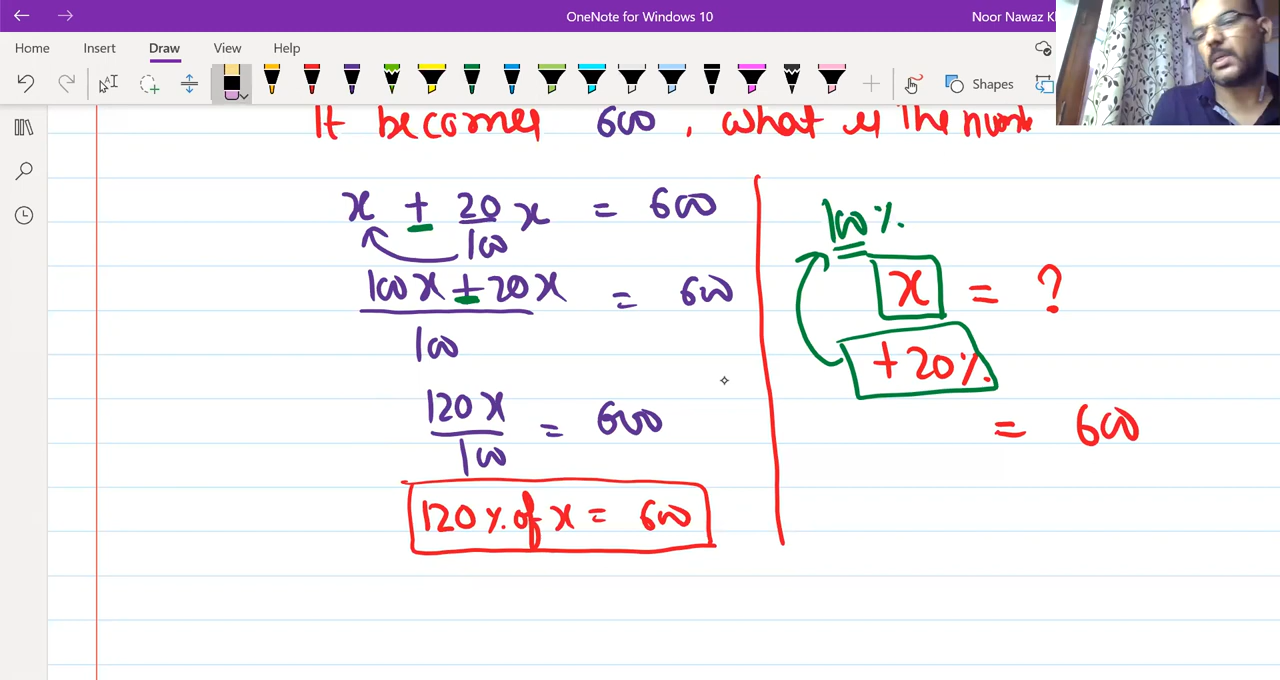 OneNote for Windows 10
Noor Nawaz Kh
Home Insert Draw View Help
Shapes
It becomes 600, what is the
x + 20/100 x = 600
100x + 20x / 100 = 600
120x / 100 = 600
120% of x = 600
100%
x = ?
+20%.
= 600